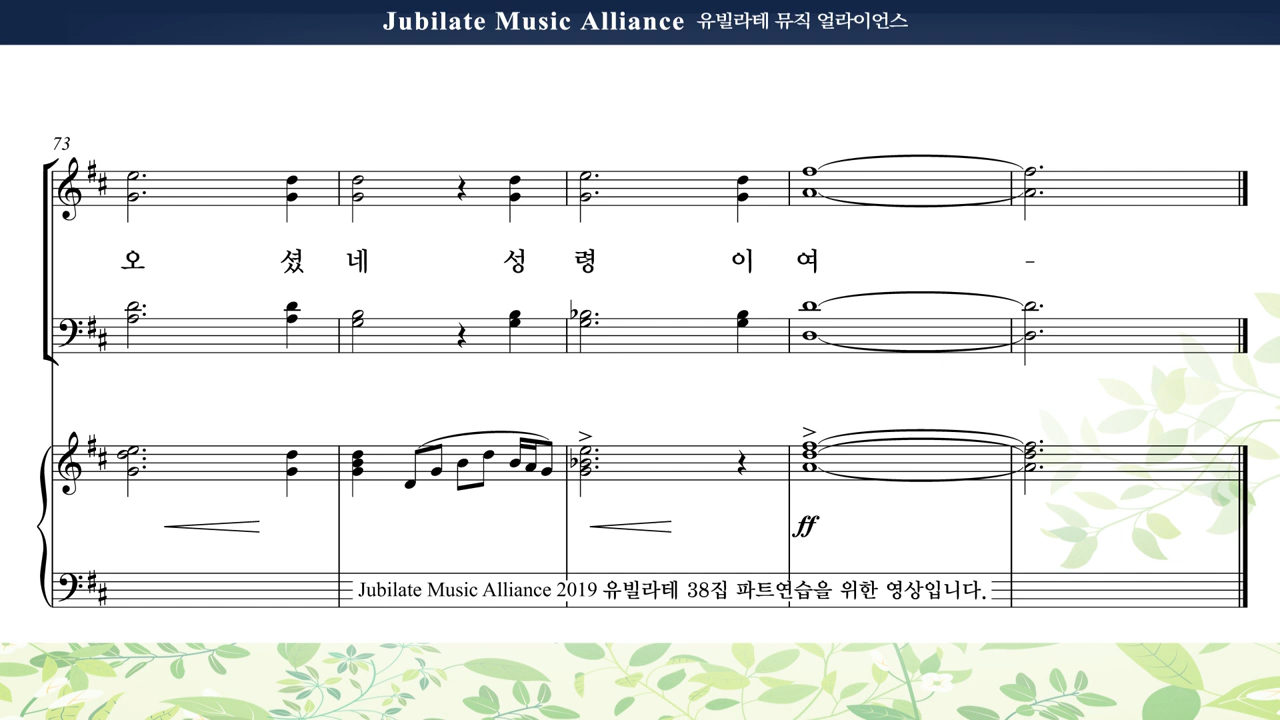 Jubilate Music Alliance 유빌라테 뮤직 얼라이언스
73
오 셨 네 성 령 이 여 -
ff
Jubilate Music Alliance 2019 유빌라테 38집 파트연습을 위한 영상입니다.